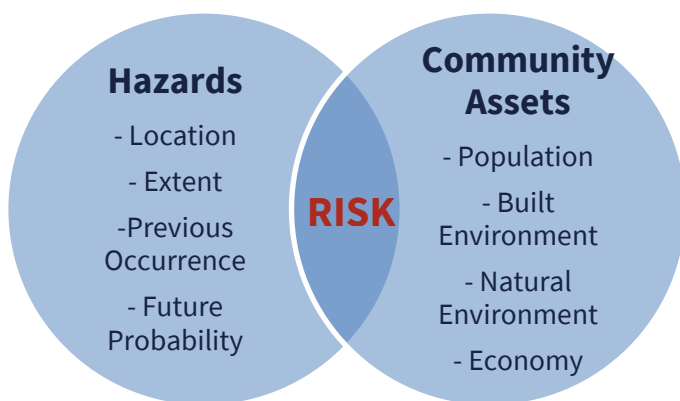 Hazards
- Location
- Extent
-Previous
Occurrence
- Future
Probability
RISK
Community
Assets
- Population
- Built
Environment
- Natural
Environment
- Economy